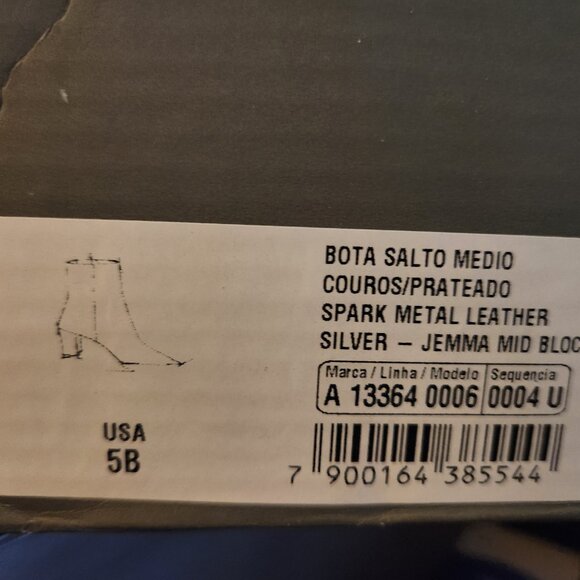 BOTA SALTO MEDIO
COUROS/PRATEADO
SPARK METAL LEATHER
SILVER – JEMMA MID BLOC
Marca / Linha / Modelo Sequencia
A 13364 0006 0004 U
USA
5B
7 900164 385544